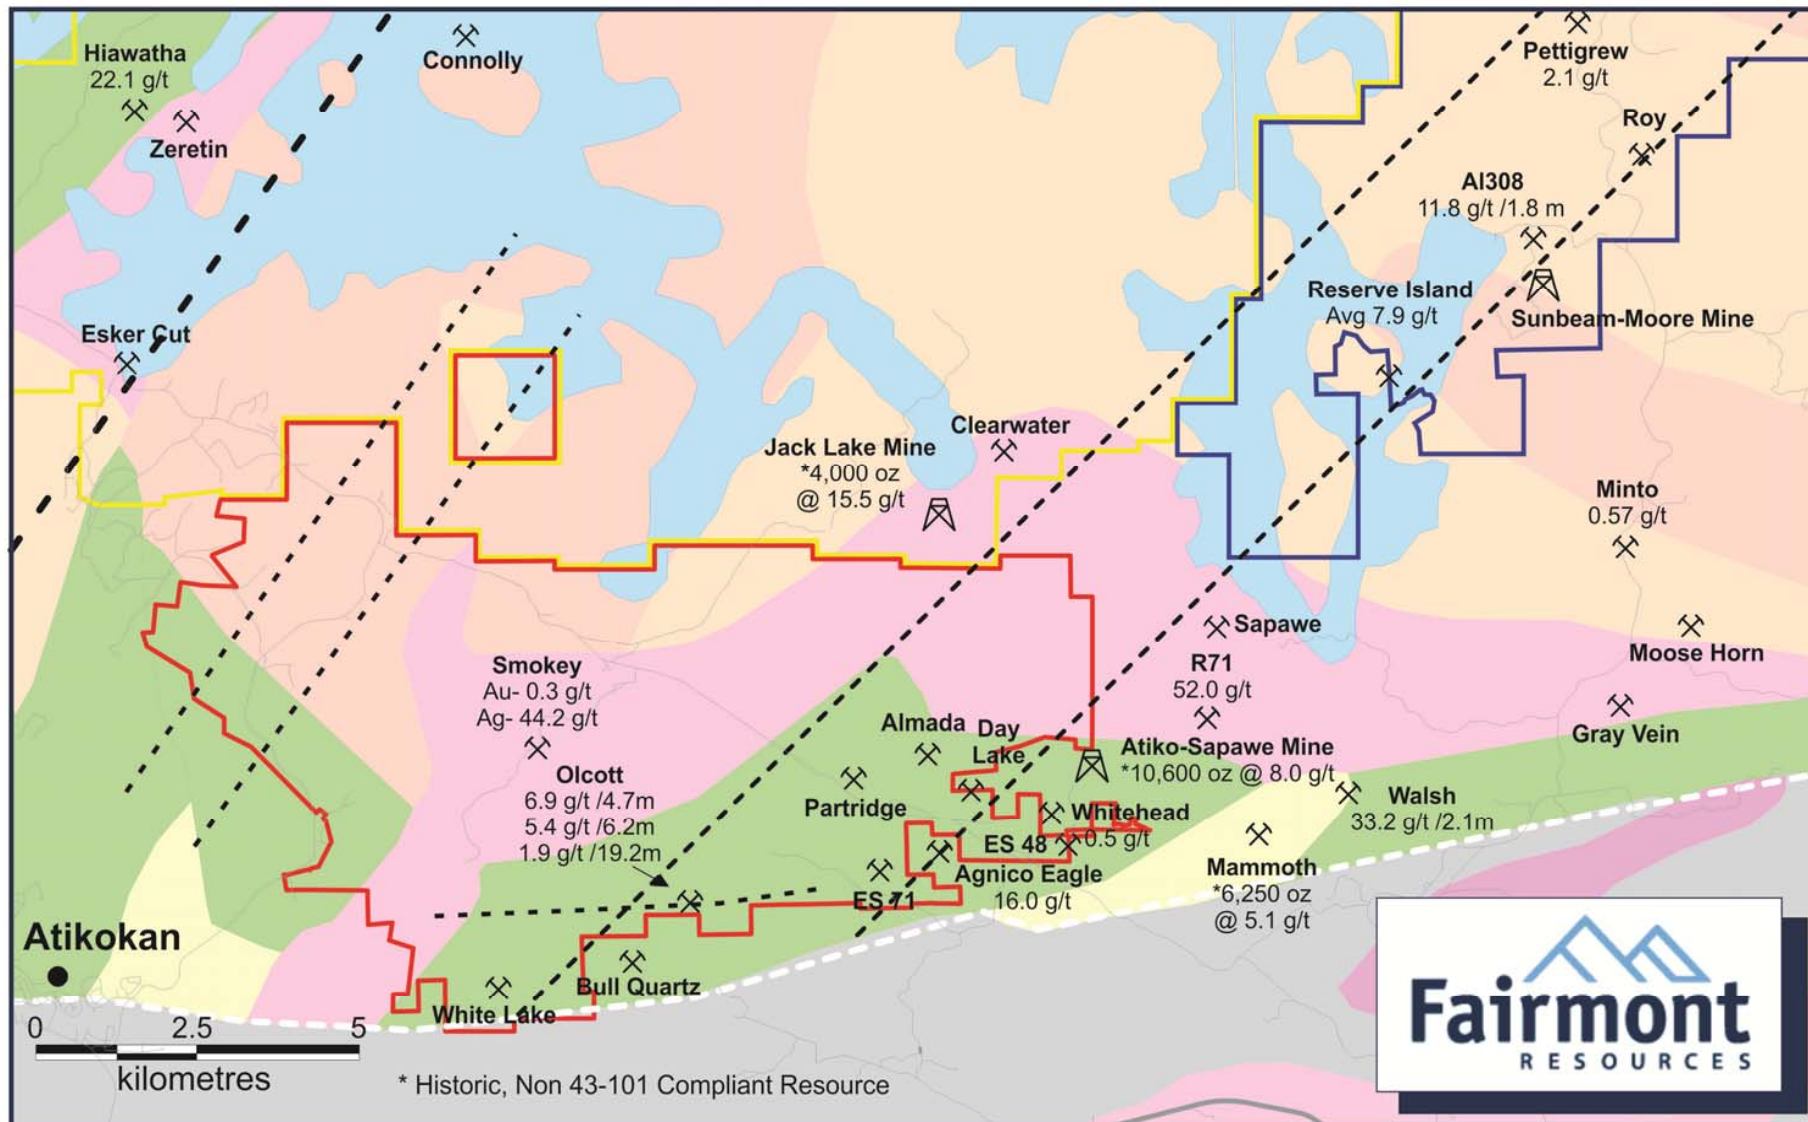 Hiawatha
22.1 g/t
Zeretin
Connolly
Pettigrew
2.1 g/t
Roy
Al308
11.8 g/t /1.8 m
Reserve Island
Avg 7.9 g/t
Sunbeam-Moore Mine
Esker Cut
Clearwater
Jack Lake Mine
*4,000 oz
@ 15.5 g/t
Minto
0.57 g/t
Sapawe
Moose Horn
R71
52.0 g/t
Gray Vein
Smokey
Au- 0.3 g/t
Ag- 44.2 g/t
Almada
Day
Lake
Atiko-Sapawe Mine
*10,600 oz @ 8.0 g/t
Olcott
6.9 g/t /4.7m
5.4 g/t /6.2m
1.9 g/t /19.2m
Partridge
Whitehead
0.5 g/t
Walsh
33.2 g/t /2.1m
ES 48
Agnico Eagle
16.0 g/t
Mammoth
*6,250 oz
@ 5.1 g/t
ES 71
Atikokan
Bull Quartz
White Lake
0 2.5 5
kilometres
* Historic, Non 43-101 Compliant Resource
Fairmont
RESOURCES